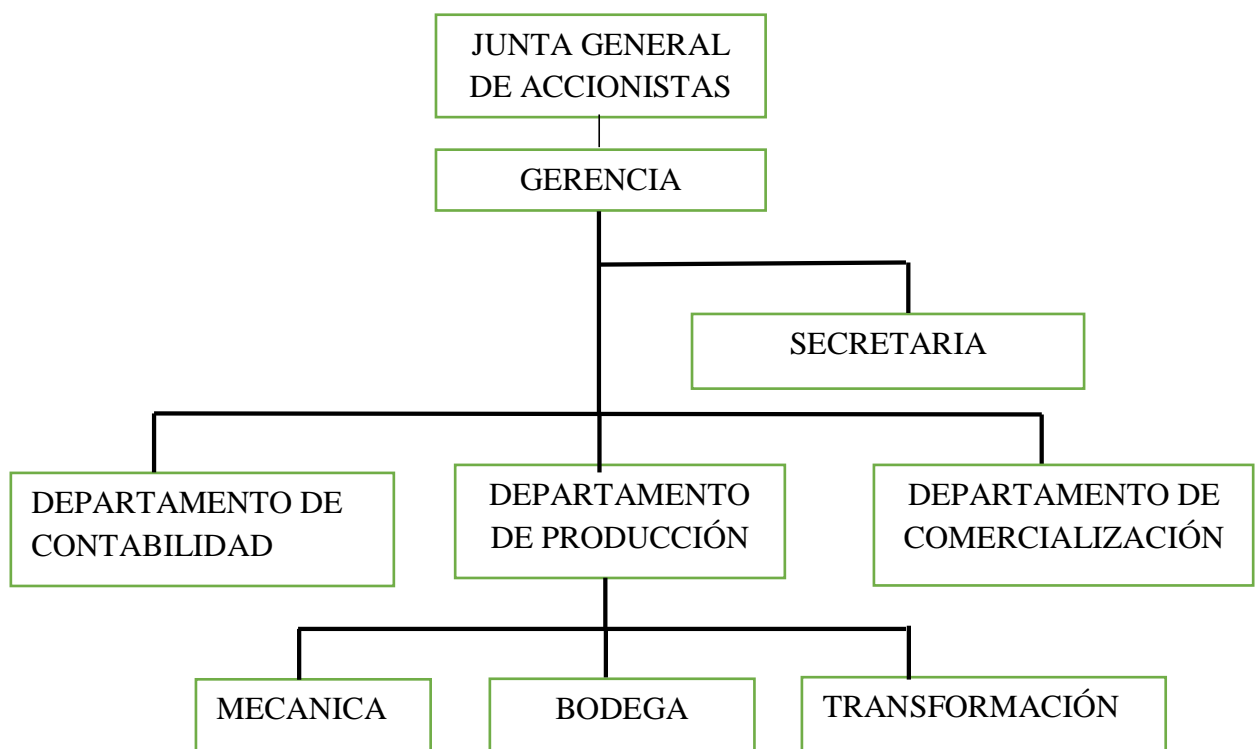 JUNTA GENERAL
DE ACCIONISTAS
GERENCIA
SECRETARIA
DEPARTAMENTO DE
CONTABILIDAD
DEPARTAMENTO
DE PRODUCCIÓN
DEPARTAMENTO DE
COMERCIALIZACIÓN
MECANICA
BODEGA
TRANSFORMACIÓN